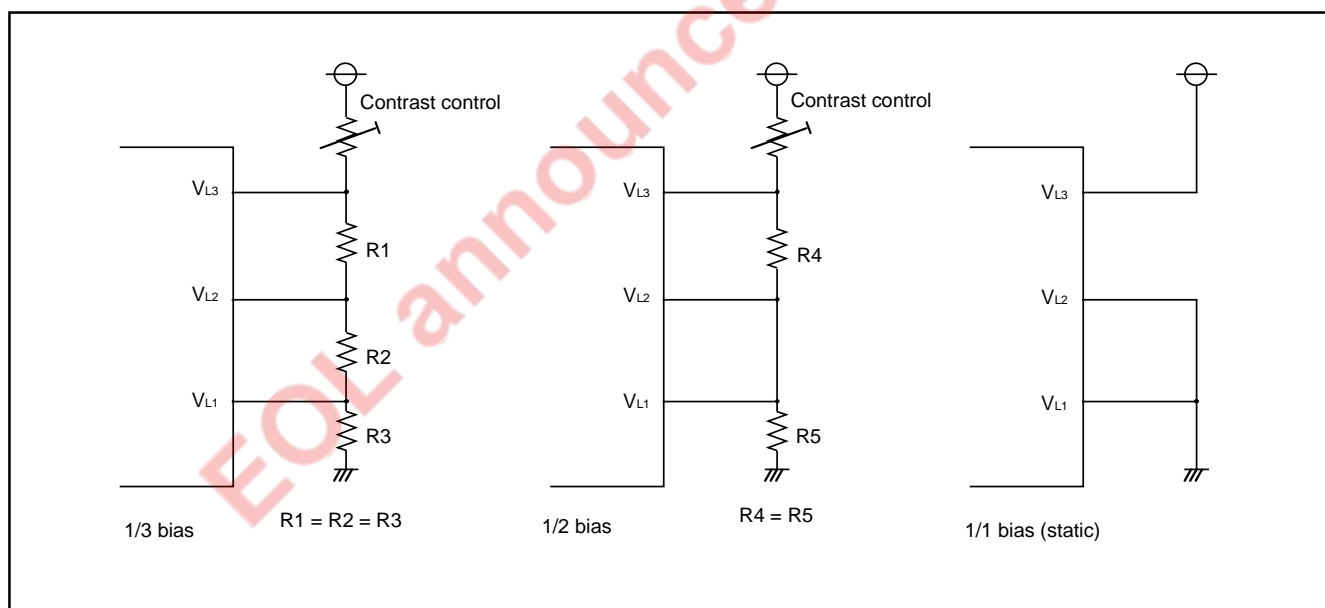 EOL announce
Contrast control
VL3
R1
VL2
R2
VL1
R3
1/3 bias
R1 = R2 = R3
Contrast control
VL3
R4
VL2
VL1
R5
1/2 bias
R4 = R5
VL3
VL2
VL1
1/1 bias (static)